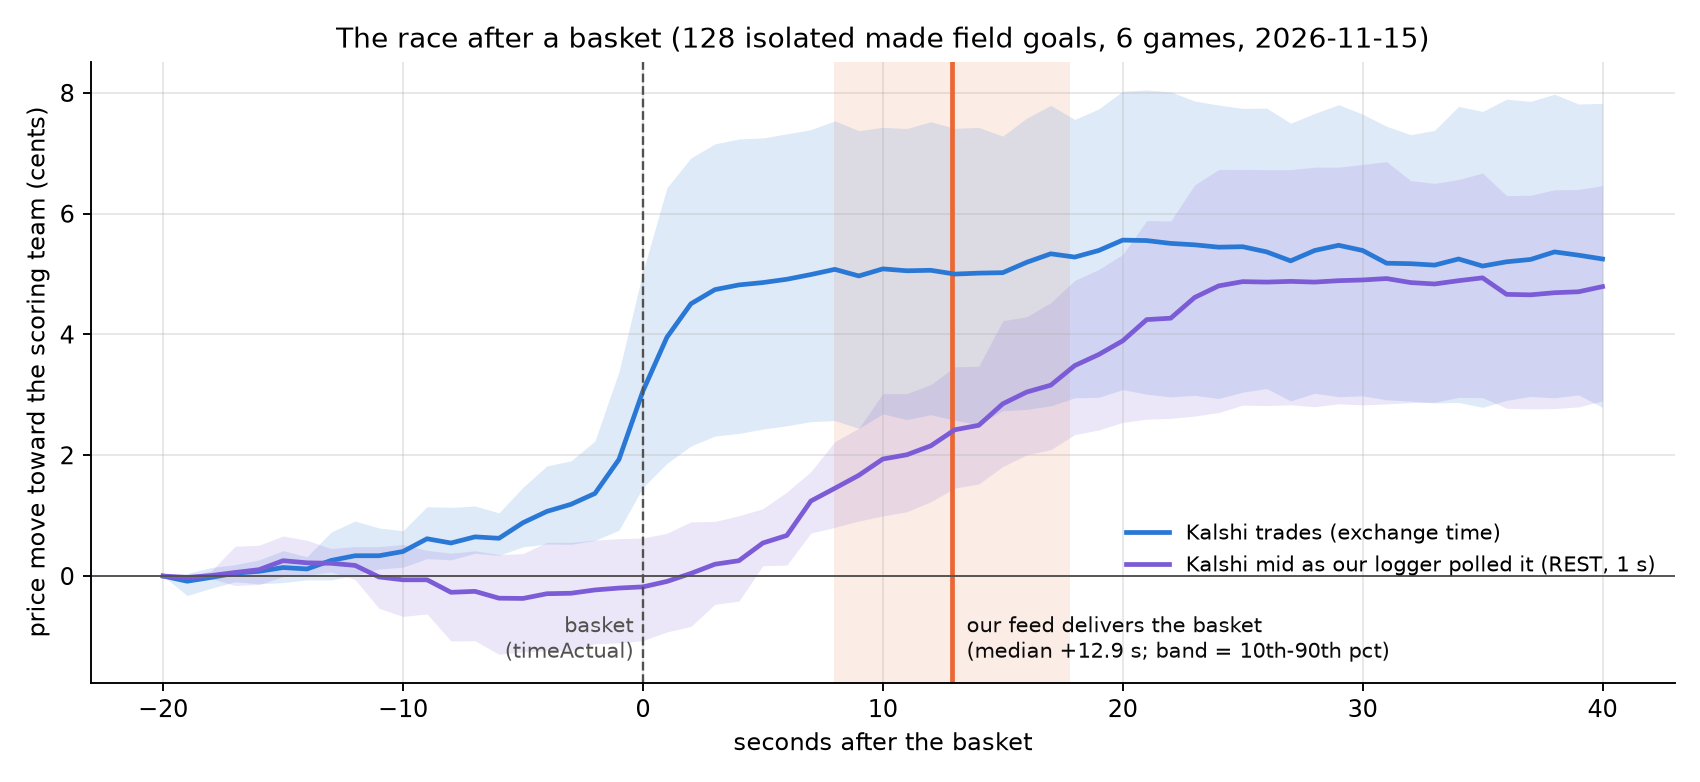 The race after a basket (128 isolated made field goals, 6 games, 2026-11-15)
price move toward the scoring team (cents)
8
6
4
2
0
Kalshi trades (exchange time)
Kalshi mid as our logger polled it (REST, 1 s)
basket
(timeActual)
our feed delivers the basket
(median +12.9 s; band = 10th-90th pct)
−20
−10
0
10
20
30
40
seconds after the basket